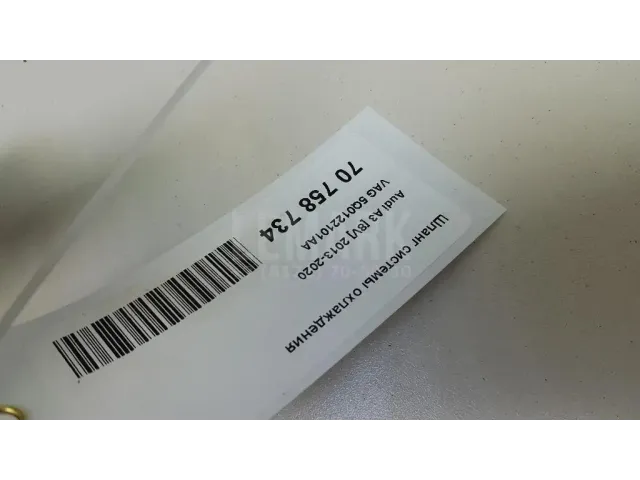 Шланг системы охлаждения
Audi A3 [8V] 2013-2020
VAG 5Q0122101AA
70 758 734